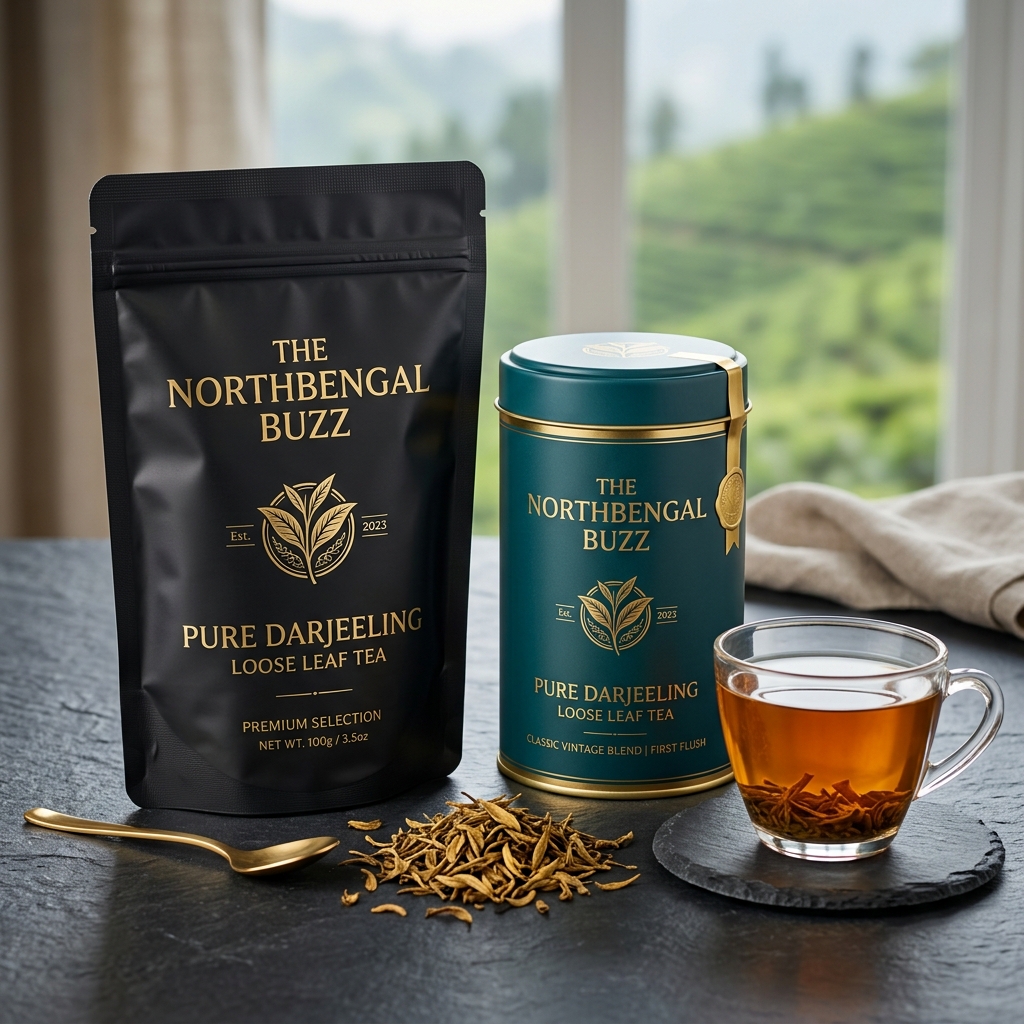 THE
NORTHBENGAL
BUZZ
Est. 2023
PURE DARJEELING
LOOSE LEAF TEA
PREMIUM SELECTION
NET WT. 100g / 3.5oz
THE
NORTHBENGAL
BUZZ
Est. 2023
PURE DARJEELING
LOOSE LEAF TEA
CLASSIC VINTAGE BLEND | FIRST FLUSH